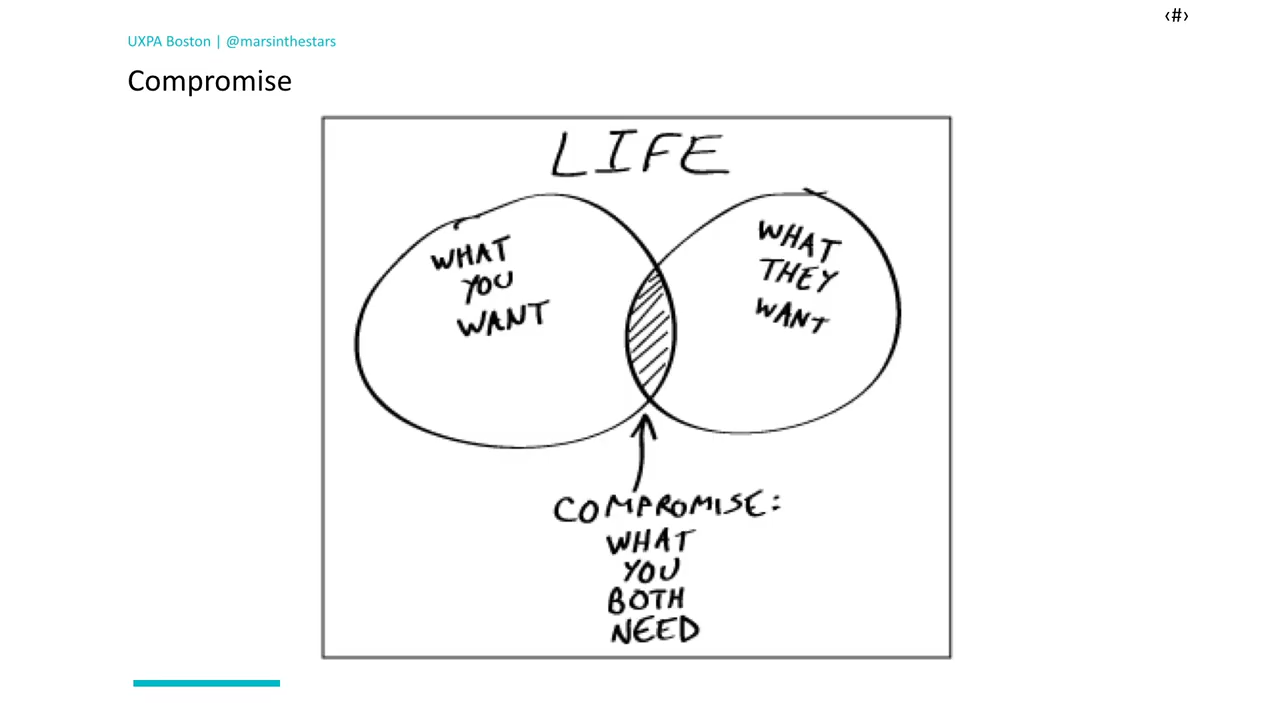 ‹#›
UXPA Boston | @marsinthestars
Compromise
LIFE
WHAT
YOU
WANT
WHAT
THEY
WANT
COMPROMISE:
WHAT
YOU
BOTH
NEED